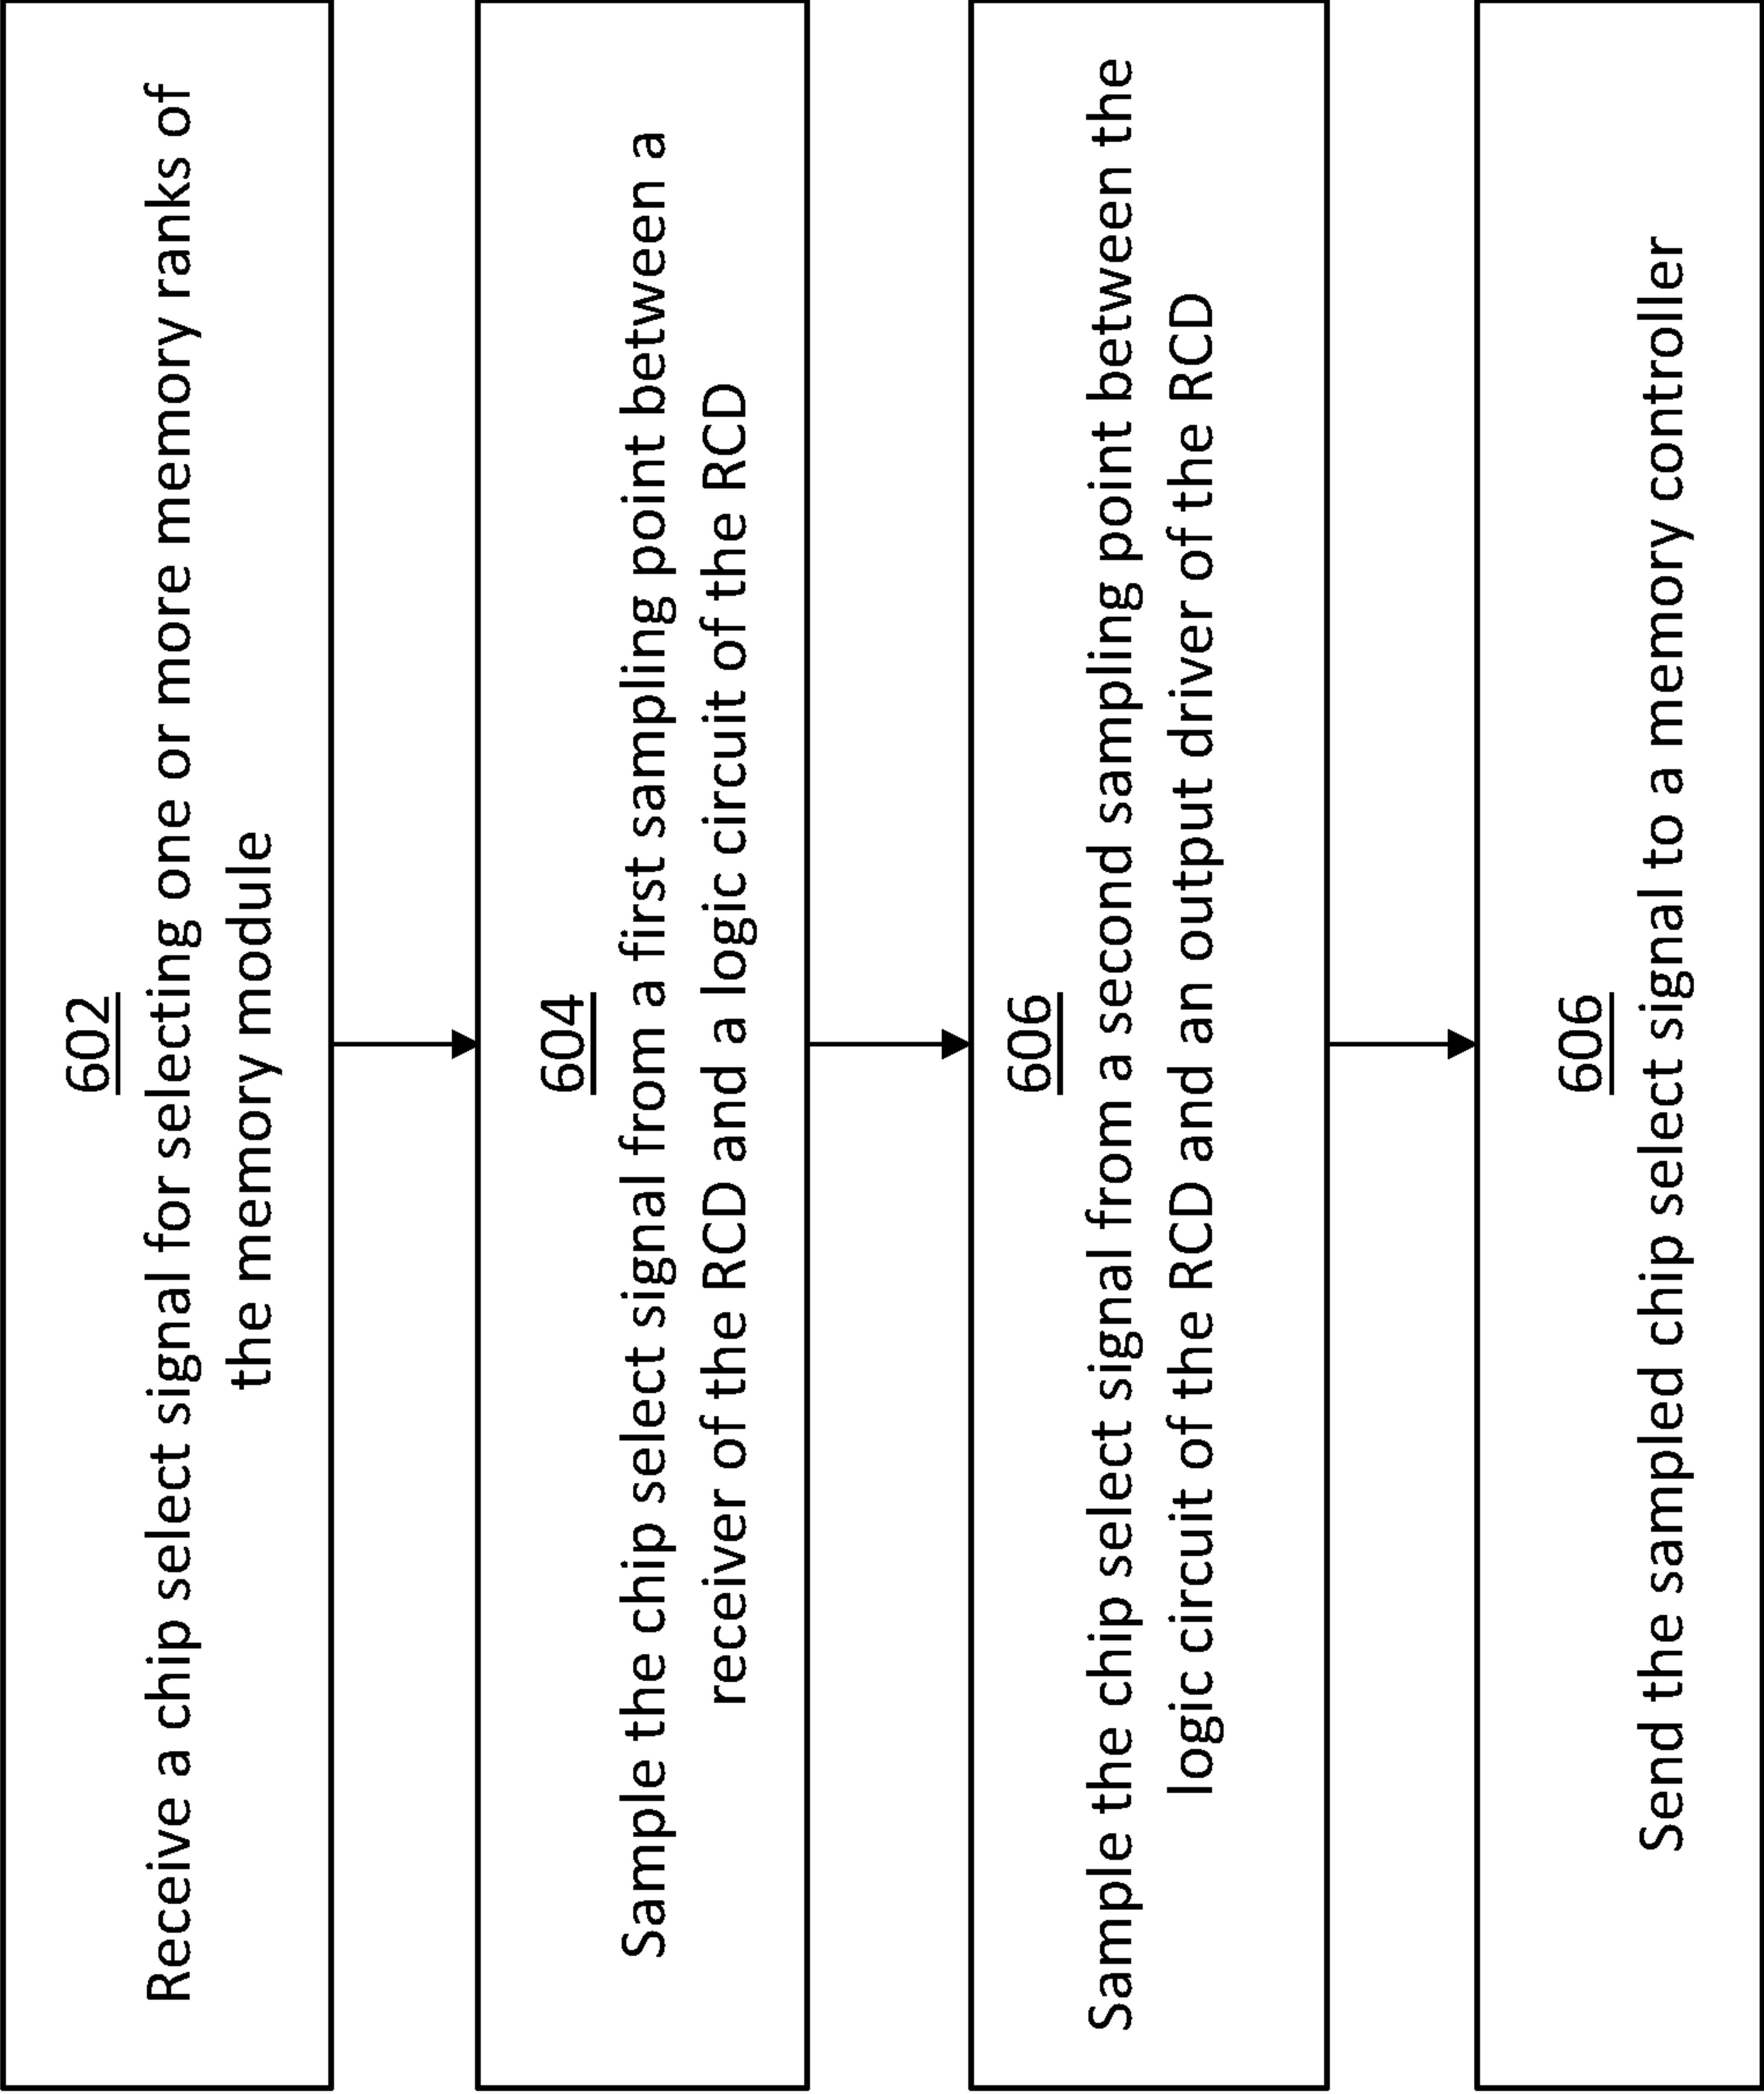 602
Receive a chip select signal for selecting one or more memory ranks of
the memory module
604
Sample the chip select signal from a first sampling point between a
receiver of the RCD and a logic circuit of the RCD
606
Sample the chip select signal from a second sampling point between the
logic circuit of the RCD and an output driver of the RCD
606
Send the sampled chip select signal to a memory controller